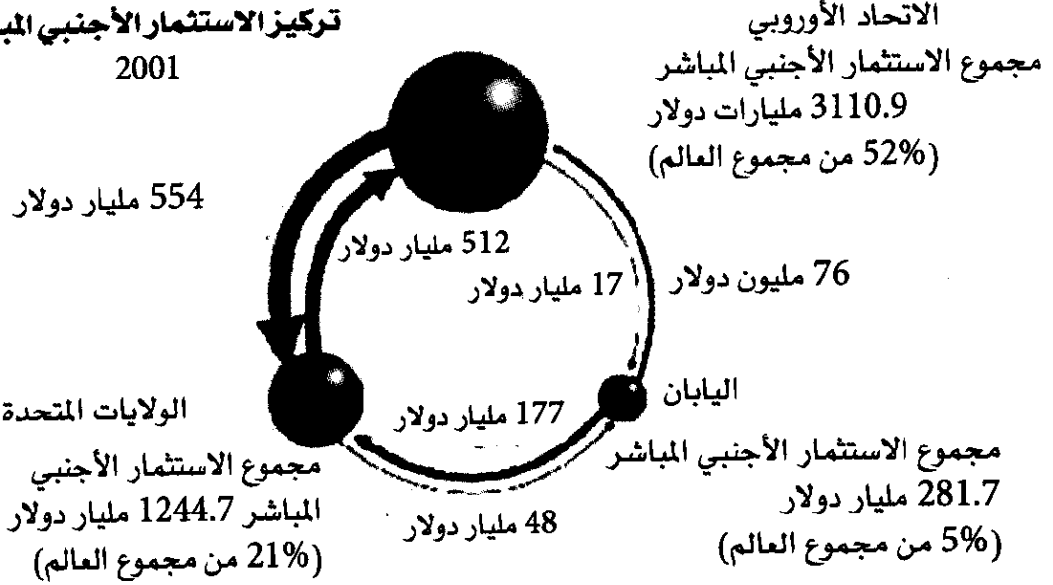 تركيز الاستثمار الأجنبي
2001
الاتحاد الأوروبي
مجموع الاستثمار الأجنبي المباشر
3110.9 مليارات دولار
(52% من مجموع العالم)
554 مليار دولار
512 مليار دولار
17 مليار دولار
76 مليون دولار
اليابان
مجموع الاستثمار الأجنبي المباشر
281.7 مليار دولار
(5% من مجموع العالم)
177 مليار دولار
48 مليار دولار
الولايات المتحدة
مجموع الاستثمار الأجنبي
المباشر 1244.7 مليار دولار
(21% من مجموع العالم)